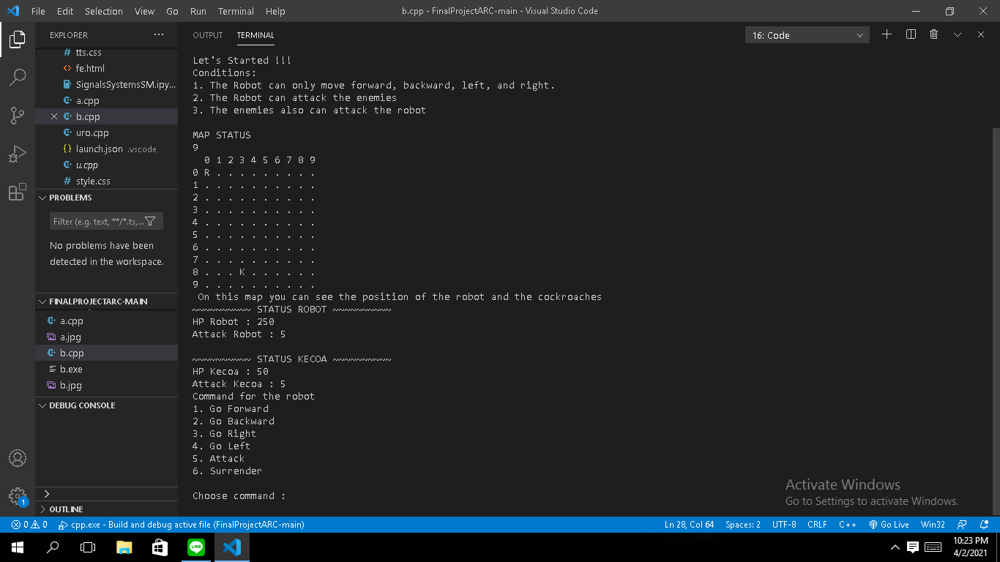 File Edit Selection View Go Run Terminal Help
b.cpp - FinalProjectARC-main - Visual Studio Code
EXPLORER
tts.css
fe.html
SignalsSystemsSM.ipy...
a.cpp
b.cpp
uro.cpp
launch.json .vscode
u.cpp
style.css
PROBLEMS
Filter (e.g. text, **/*.ts,...
No problems have been
detected in the workspace.
FINALPROJECTARC-MAIN
a.cpp
a.jpg
b.cpp
b.exe
b.jpg
DEBUG CONSOLE
OUTLINE
1
OUTPUT TERMINAL
16: Code
Let's Started !!!
Conditions:
1. The Robot can only move forward, backward, left, and right.
2. The Robot can attack the enemies
3. The enemies also can attack the robot
MAP STATUS
9
  0 1 2 3 4 5 6 7 8 9
0 R . . . . . . . . .
1 . . . . . . . . . .
2 . . . . . . . . . .
3 . . . . . . . . . .
4 . . . . . . . . . .
5 . . . . . . . . . .
6 . . . . . . . . . .
7 . . . . . . . . . .
8 . . . K . . . . . .
9 . . . . . . . . . .
 On this map you can see the position of the robot and the cockroaches
~~~~~~~~~~ STATUS ROBOT ~~~~~~~~~~
HP Robot : 250
Attack Robot : 5
~~~~~~~~~~ STATUS KECOA ~~~~~~~~~~
HP Kecoa : 50
Attack Kecoa : 5
Command for the robot
1. Go Forward
2. Go Backward
3. Go Right
4. Go Left
5. Attack
6. Surrender
Choose command :
Activate Windows
Go to Settings to activate Windows.
0 0 cpp.exe - Build and debug active file (FinalProjectARC-main)
Ln 28, Col 64 Spaces: 2 UTF-8 CRLF C++ Go Live Win32
LINE
10:23 PM
4/2/2021